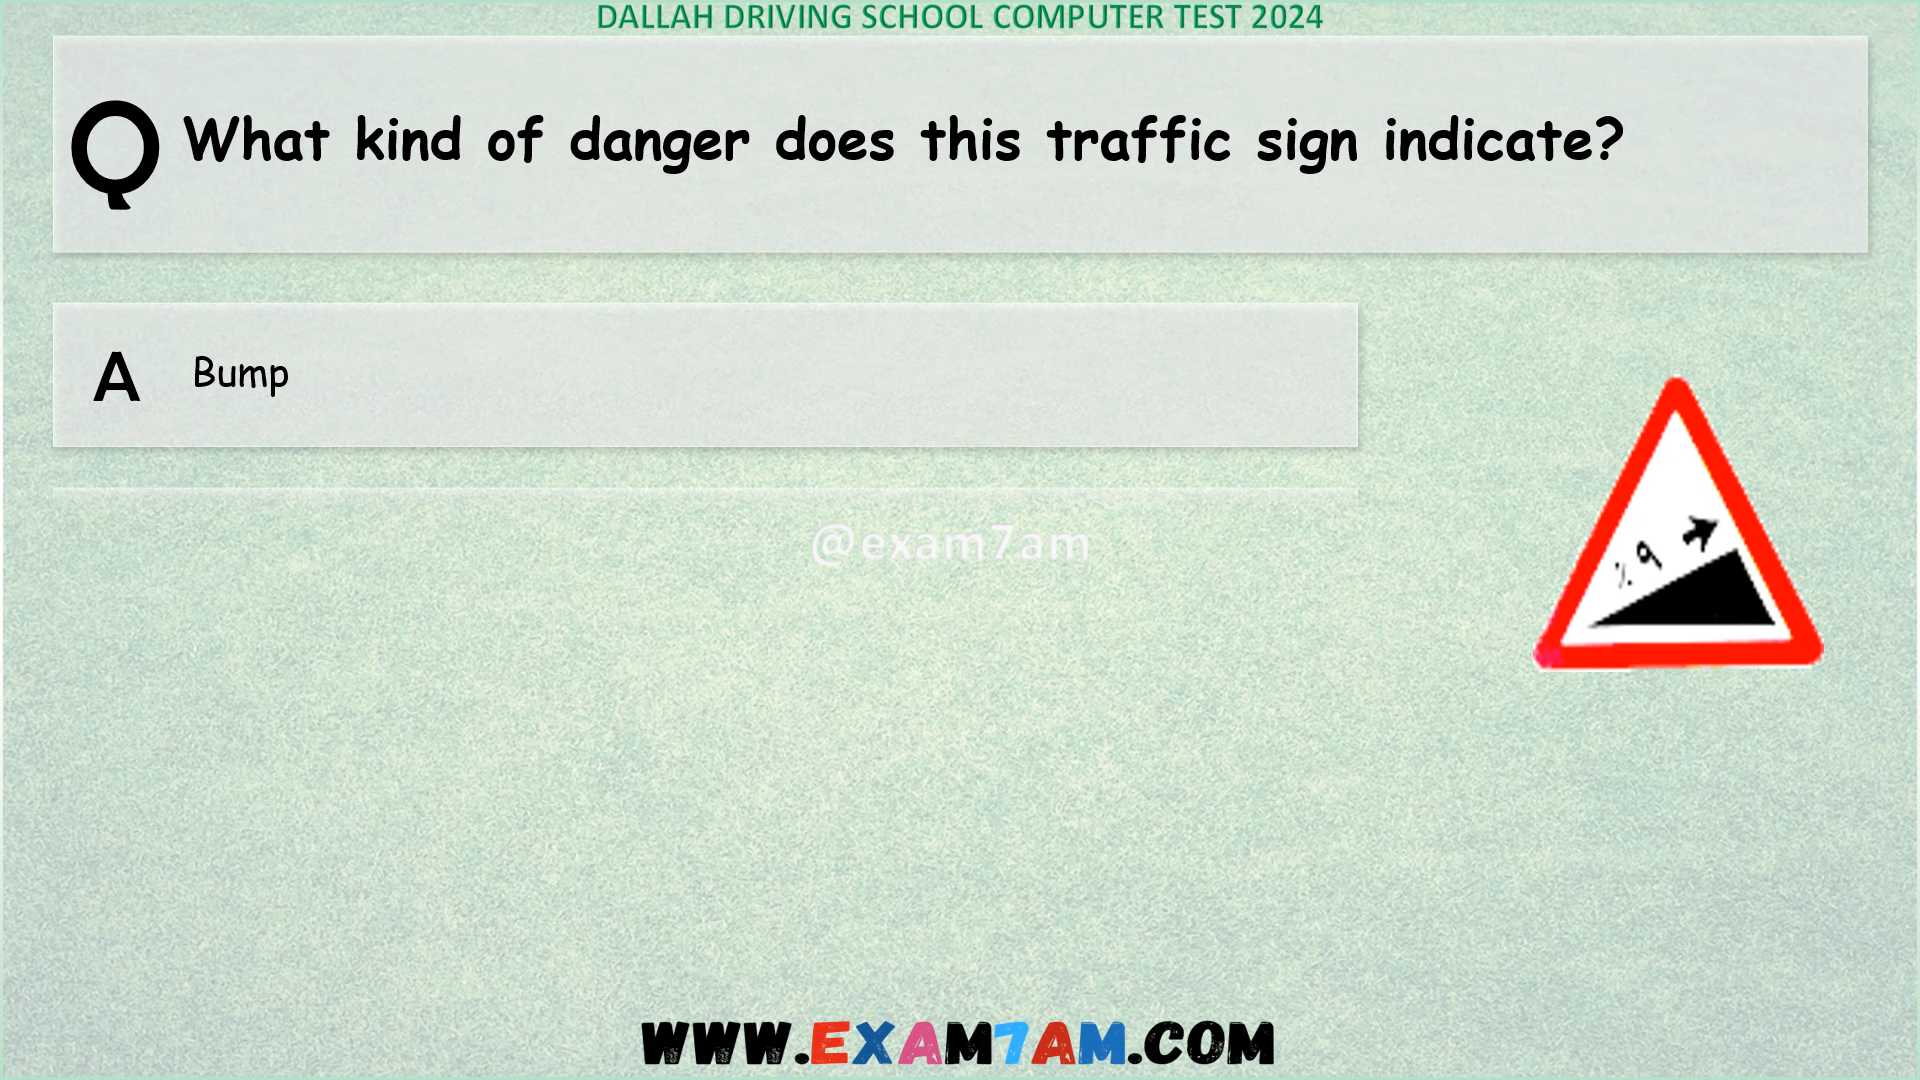 DALLAH DRIVING SCHOOL COMPUTER TEST 2024
Q What kind of danger does this traffic sign indicate?
A Bump
٪ ٩
@exam7am
WWW.EXAM7AM.COM